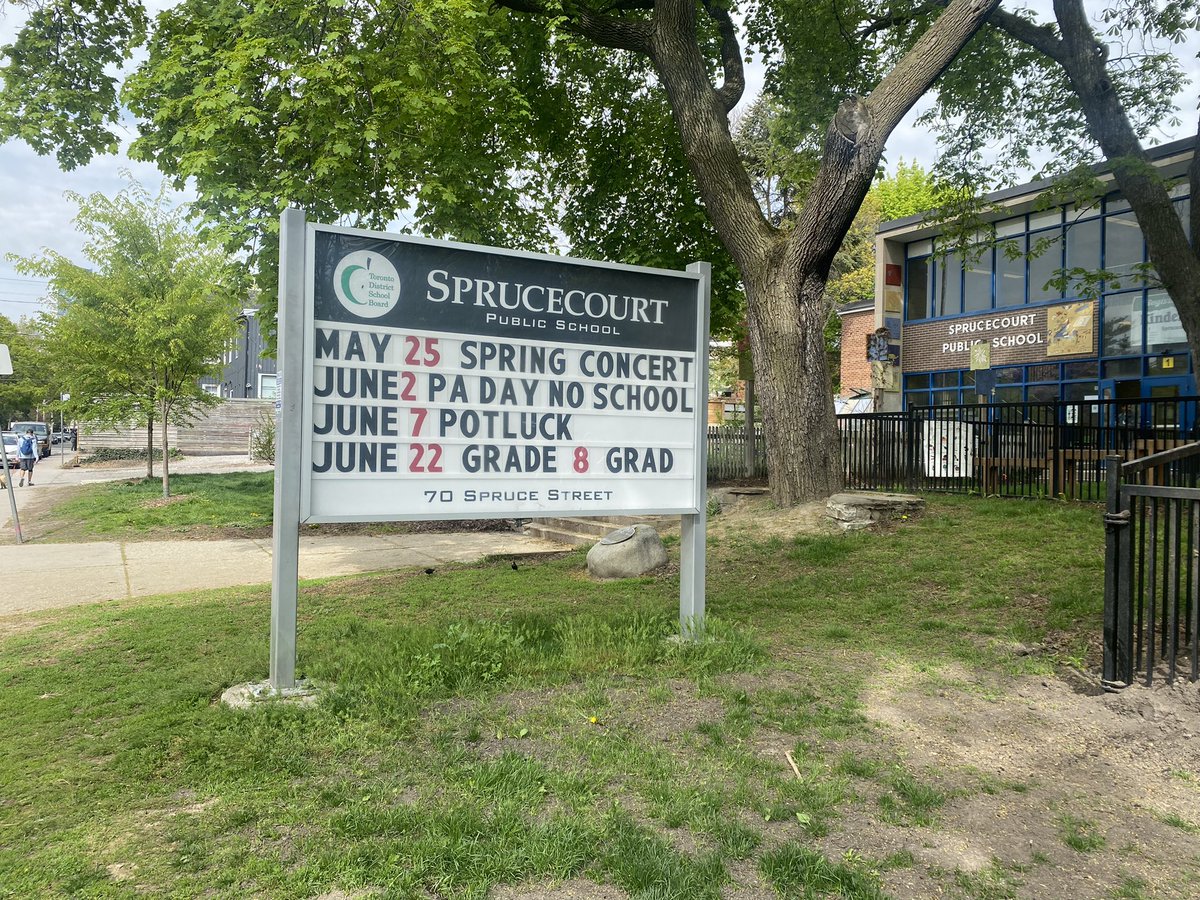 Toronto
District
School
Board
SPRUCECOURT
PUBLIC SCHOOL
MAY 25 SPRING CONCERT
JUNE 2 PA DAY NO SCHOOL
JUNE 7 POTLUCK
JUNE 22 GRADE 8 GRAD
70 SPRUCE STREET
SPRUCECOURT
PUBLIC SCHOOL
1